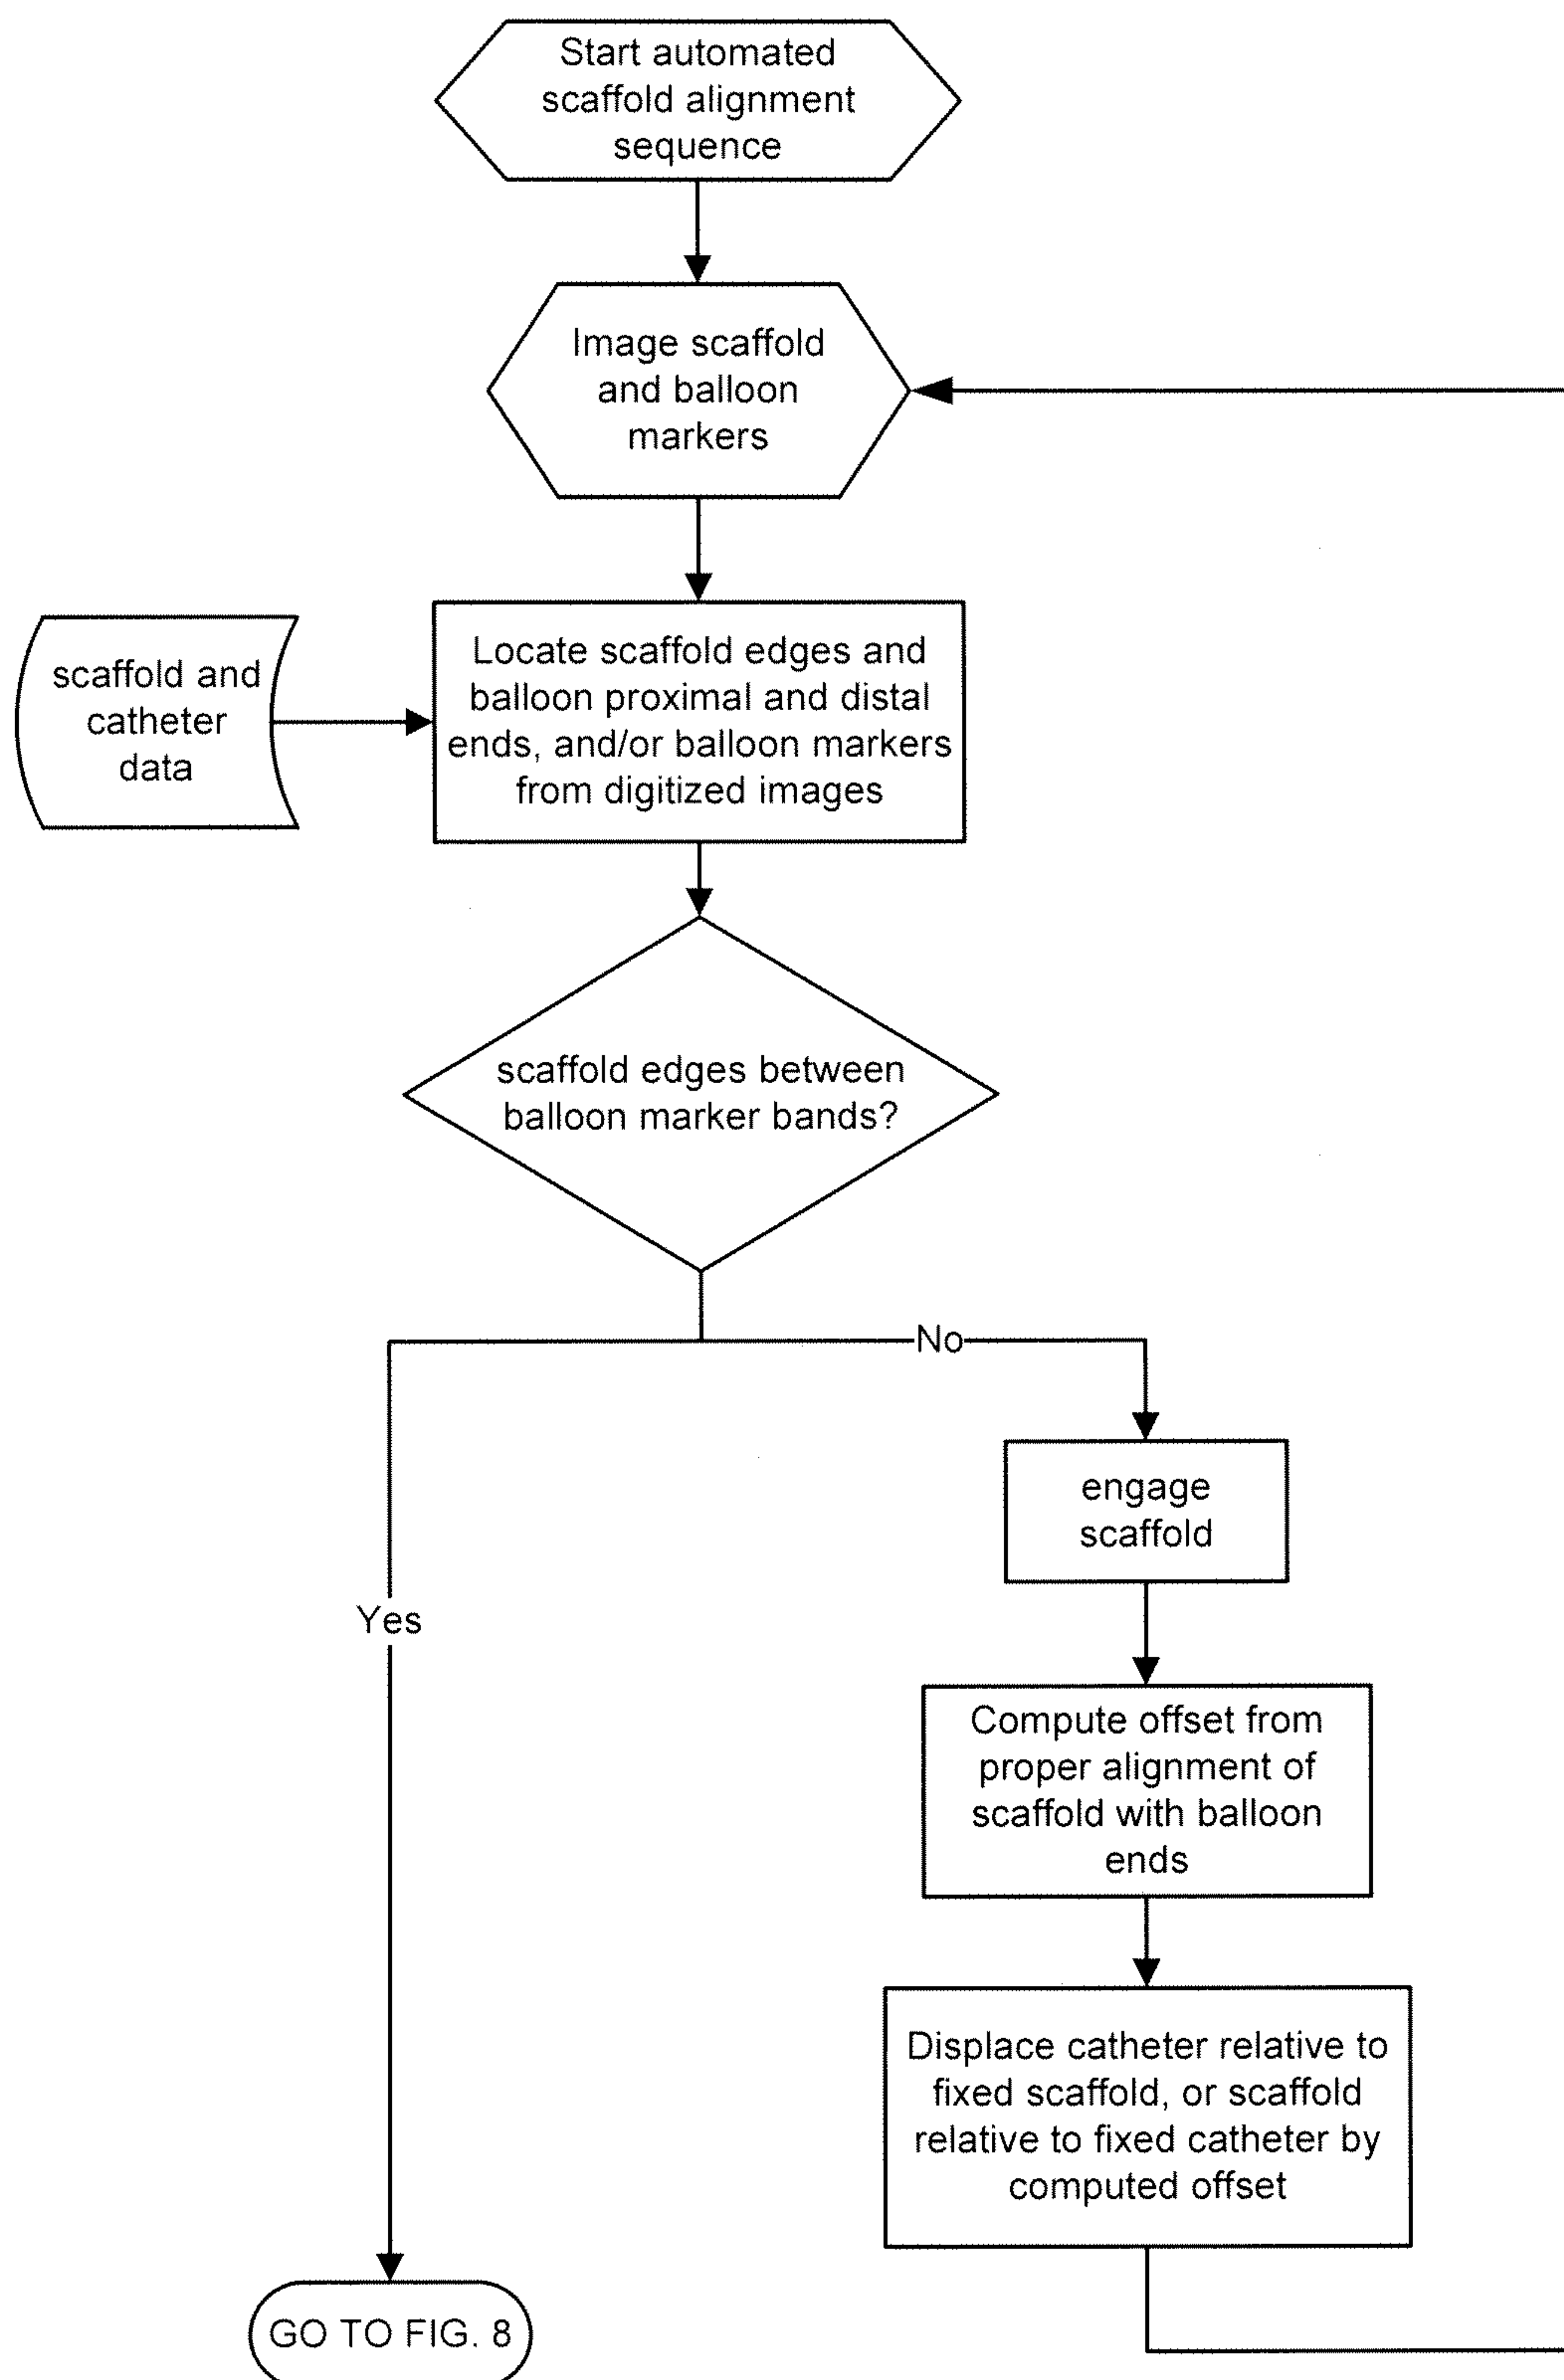 Start automated
scaffold alignment
sequence
Image scaffold
and balloon
markers
scaffold and
catheter
data
Locate scaffold edges and
balloon proximal and distal
ends, and/or balloon markers
from digitized images
scaffold edges between
balloon marker bands?
No
engage
scaffold
Yes
Compute offset from
proper alignment of
scaffold with balloon
ends
Displace catheter relative to
fixed scaffold, or scaffold
relative to fixed catheter by
computed offset
GO TO FIG. 8